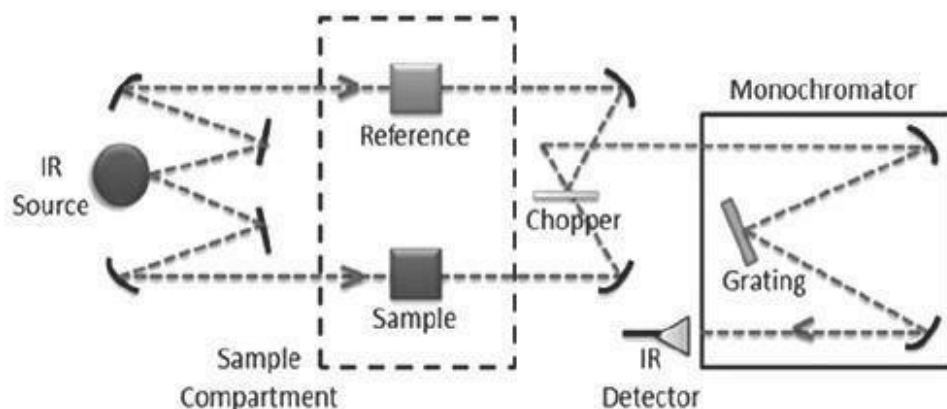 Monochromator
Reference
IR
Source
Chopper
Grating
Sample
Sample
Compartment
IR
Detector